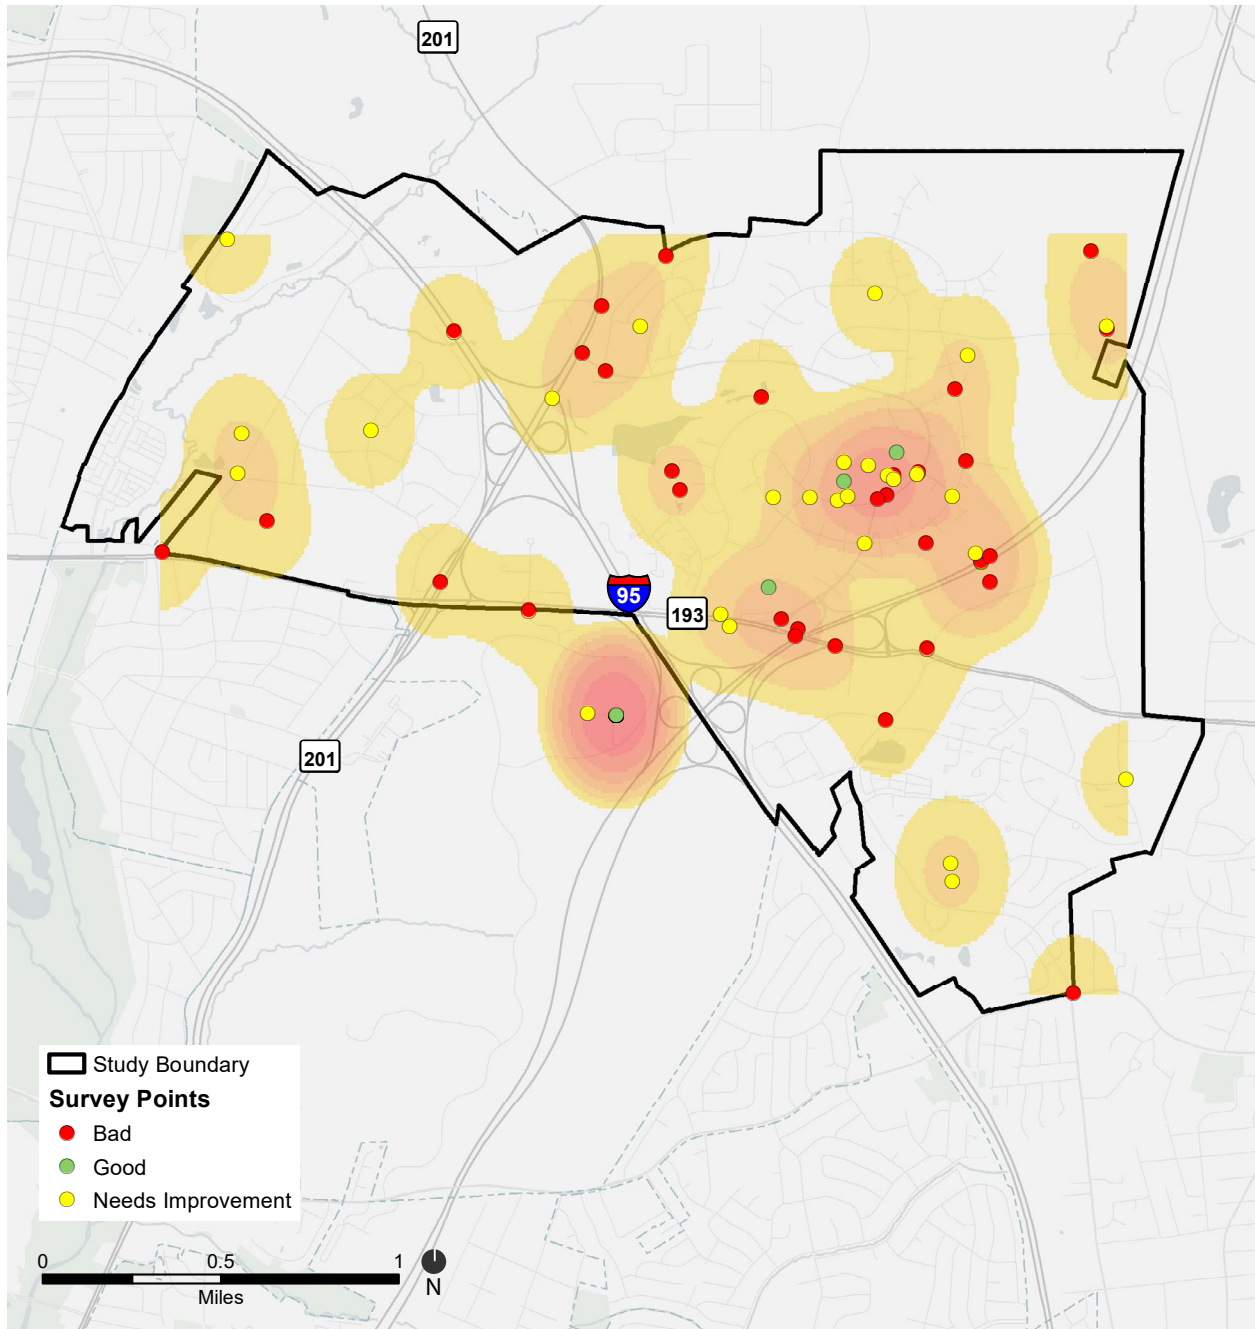 201
95
193
201
Study Boundary
Survey Points
Bad
Good
Needs Improvement
0 0.5 1
Miles
N